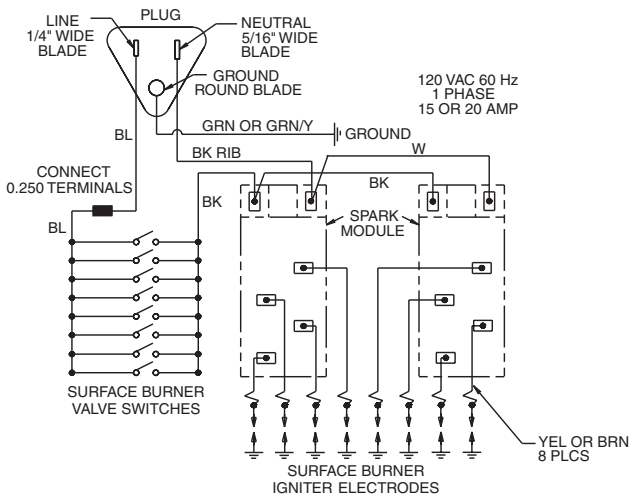 PLUG
LINE
1/4" WIDE
BLADE
NEUTRAL
5/16" WIDE
BLADE
GROUND
ROUND BLADE
120 VAC 60 Hz
1 PHASE
15 OR 20 AMP
GRN OR GRN/Y
GROUND
BL
BK RIB
W
CONNECT
0.250 TERMINALS
BK
BK
BL
SPARK
MODULE
SURFACE BURNER
VALVE SWITCHES
YEL OR BRN
8 PLCS
SURFACE BURNER
IGNITER ELECTRODES